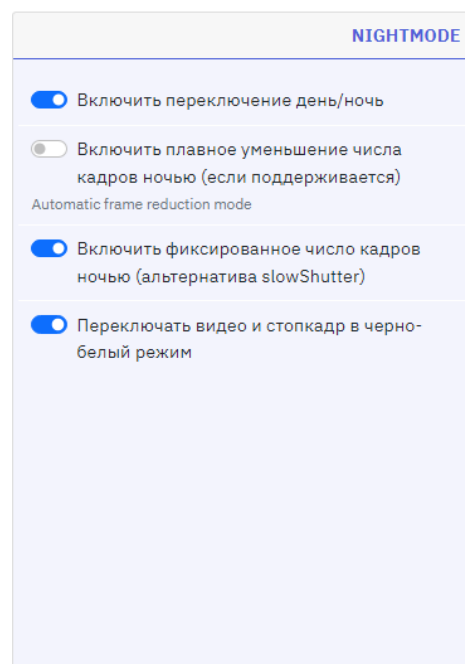 NIGHTMODE
Включить переключение день/ночь
Включить плавное уменьшение числа
кадров ночью (если поддерживается)
Automatic frame reduction mode
Включить фиксированное число кадров
ночью (альтернатива slowShutter)
Переключать видео и стопкадр в черно-
белый режим